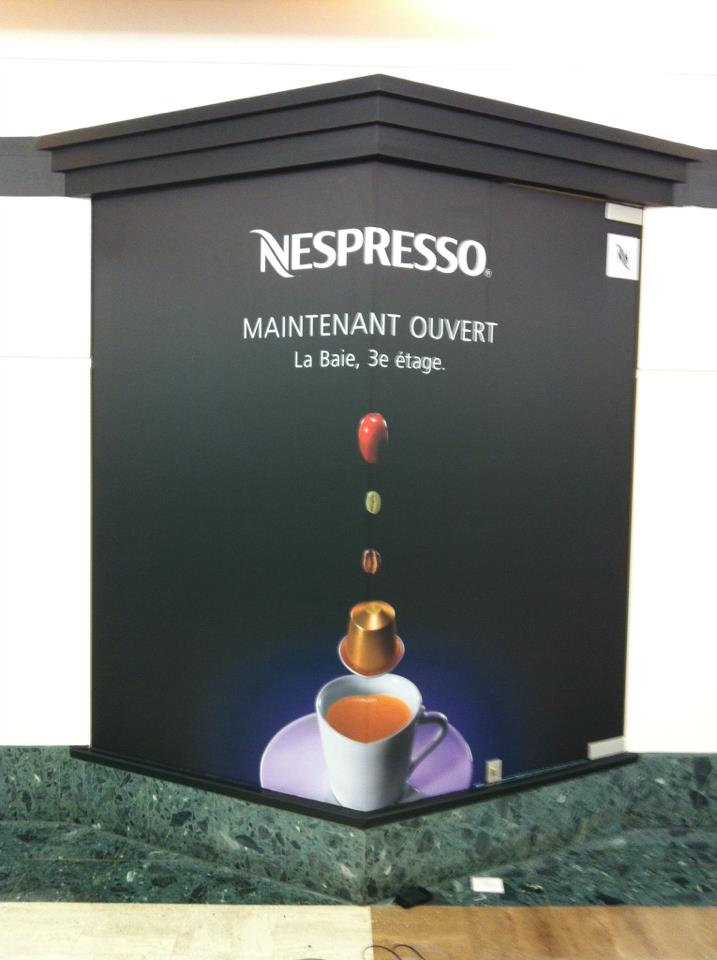 NESPRESSO®
MAINTENANT OUVERT
La Baie, 3e étage.